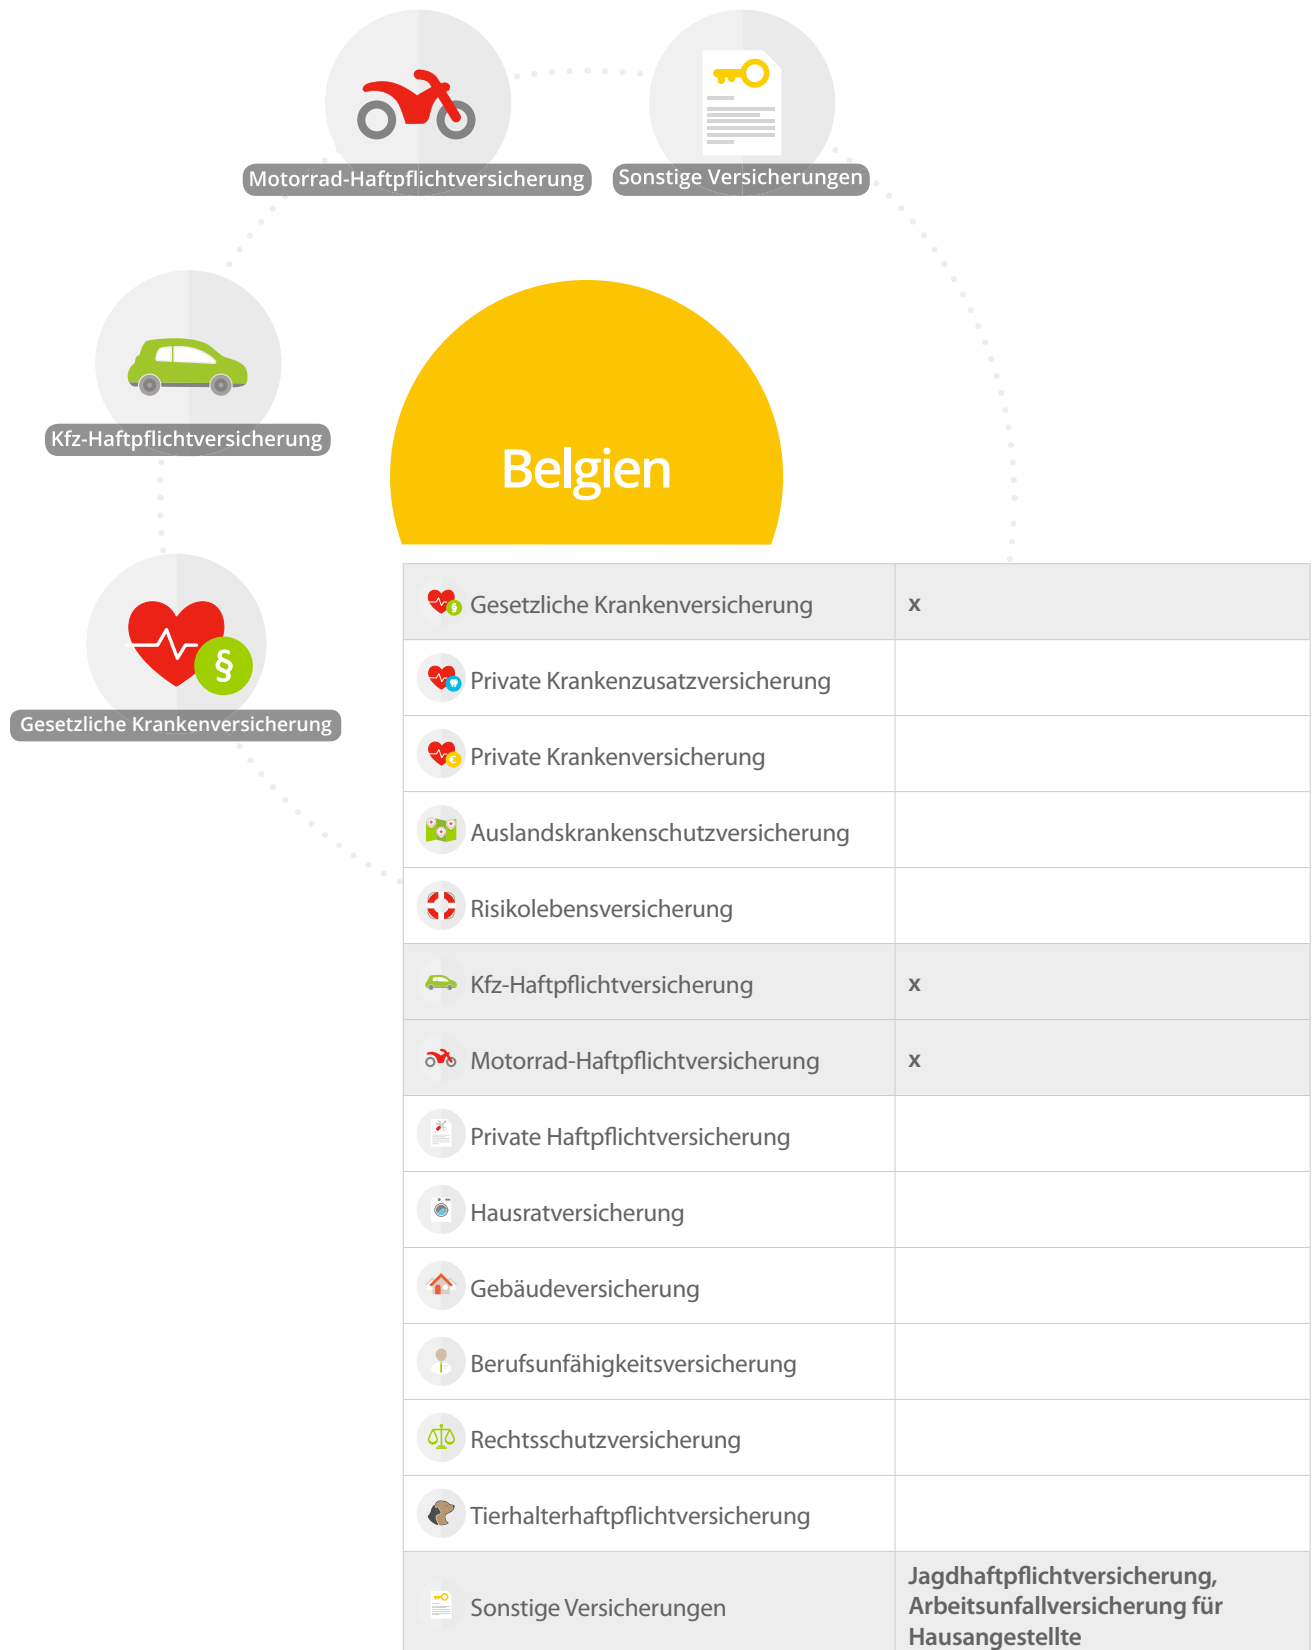 Motorrad-Haftpflichtversicherung
Sonstige Versicherungen
Kfz-Haftpflichtversicherung
Belgien
§
Gesetzliche Krankenversicherung
§ Gesetzliche Krankenversicherung x
Private Krankenzusatzversicherung
€ Private Krankenversicherung
Auslandskrankenschutzversicherung
Risikolebensversicherung
Kfz-Haftpflichtversicherung x
Motorrad-Haftpflichtversicherung x
Private Haftpflichtversicherung
Hausratversicherung
Gebäudeversicherung
Berufsunfähigkeitsversicherung
Rechtsschutzversicherung
Tierhalterhaftpflichtversicherung
Sonstige Versicherungen
Jagdhaftpflichtversicherung,
Arbeitsunfallversicherung für
Hausangestellte